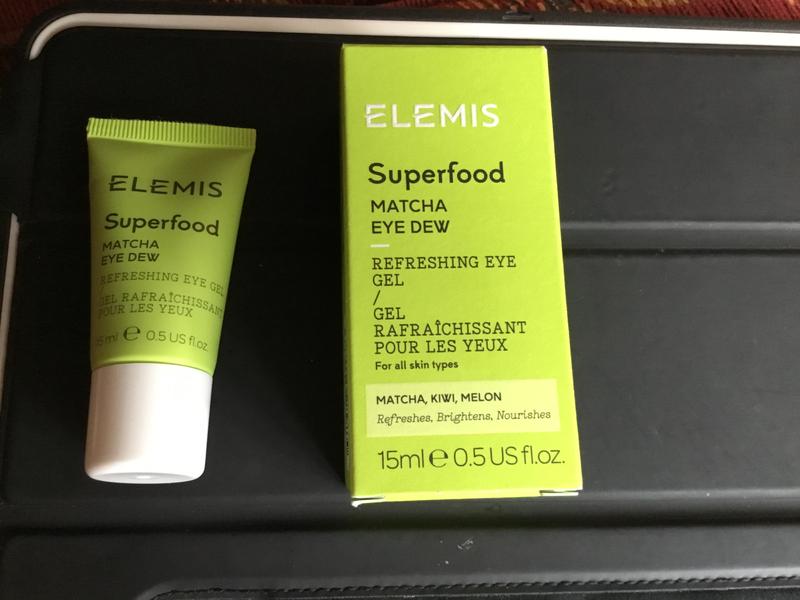 ELEMIS
Superfood
MATCHA
EYE DEW
REFRESHING EYE GEL
GEL RAFRAÎCHISSANT
POUR LES YEUX
15 ml e 0.5 US fl.oz.
ELEMIS
Superfood
MATCHA
EYE DEW
REFRESHING EYE
GEL
/
GEL
RAFRAÎCHISSANT
POUR LES YEUX
For all skin types
MATCHA, KIWI, MELON
Refreshes, Brightens, Nourishes
15ml e 0.5 US fl.oz.